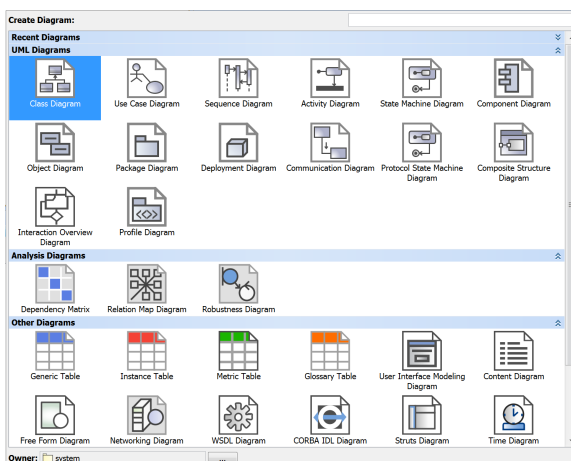 Create Diagram:
Recent Diagrams
UML Diagrams
Class Diagram
Use Case Diagram
Sequence Diagram
Activity Diagram
State Machine Diagram
Component Diagram
Object Diagram
Package Diagram
Deployment Diagram
Communication Diagram
Protocol State Machine
Diagram
Composite Structure
Diagram
Interaction Overview
Diagram
Profile Diagram
Analysis Diagrams
Dependency Matrix
Relation Map Diagram
Robustness Diagram
Other Diagrams
Generic Table
Instance Table
Metric Table
Glossary Table
User Interface Modeling
Diagram
Content Diagram
Free Form Diagram
Networking Diagram
WSDL Diagram
CORBA IDL Diagram
Struts Diagram
Time Diagram
Owner: system ...